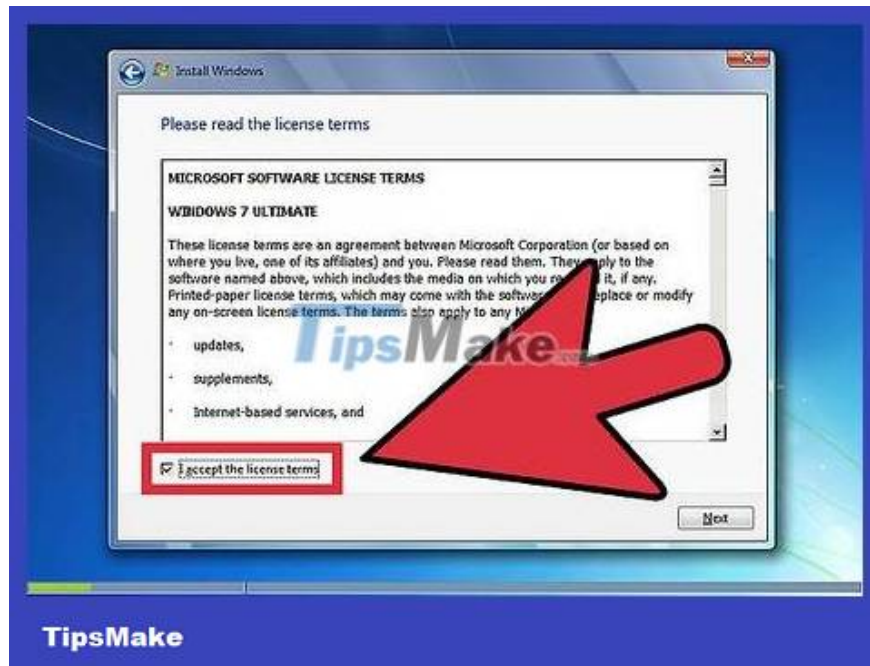 Install Windows
Please read the license terms
MICROSOFT SOFTWARE LICENSE TERMS
WINDOWS 7 ULTIMATE
These license terms are an agreement between Microsoft Corporation (or based on
where you live, one of its affiliates) and you. Please read them. They apply to the
software named above, which includes the media on which you it, if any.
Printed-paper license terms, which may come with the replace or modify
any on-screen license terms. The terms also apply to any
· updates,
· supplements,
· Internet-based services, and
TipsMake.com
I accept the license terms
Next
TipsMake